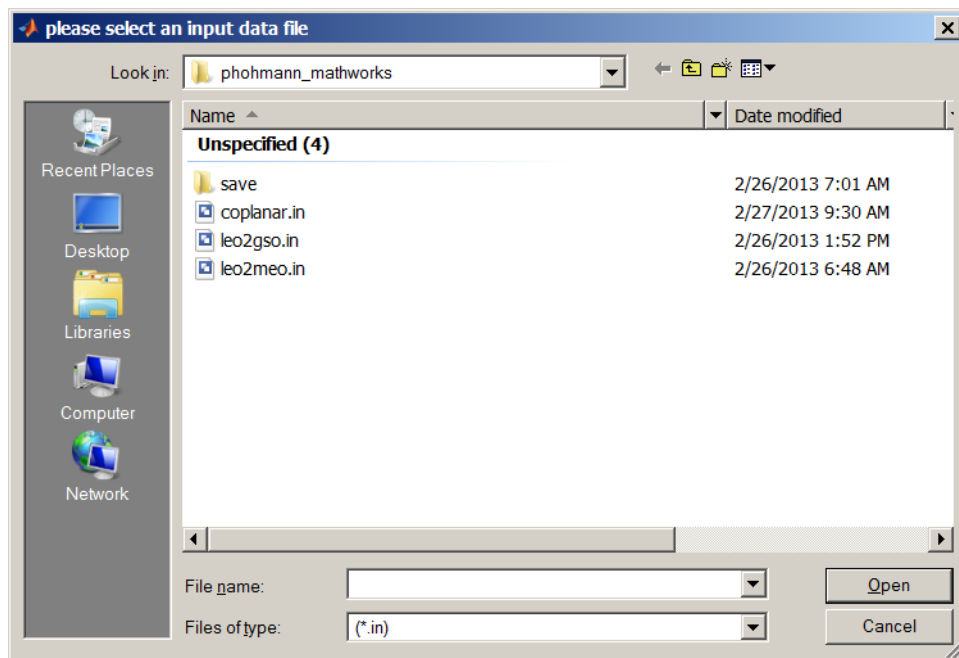 please select an input data file
Look in: phohmann_mathworks
Name Date modified
Unspecified (4)
save 2/26/2013 7:01 AM
coplanar.in 2/27/2013 9:30 AM
leo2gso.in 2/26/2013 1:52 PM
leo2meo.in 2/26/2013 6:48 AM
Recent Places
Desktop
Libraries
Computer
Network
File name: Open
Files of type: (*.in) Cancel